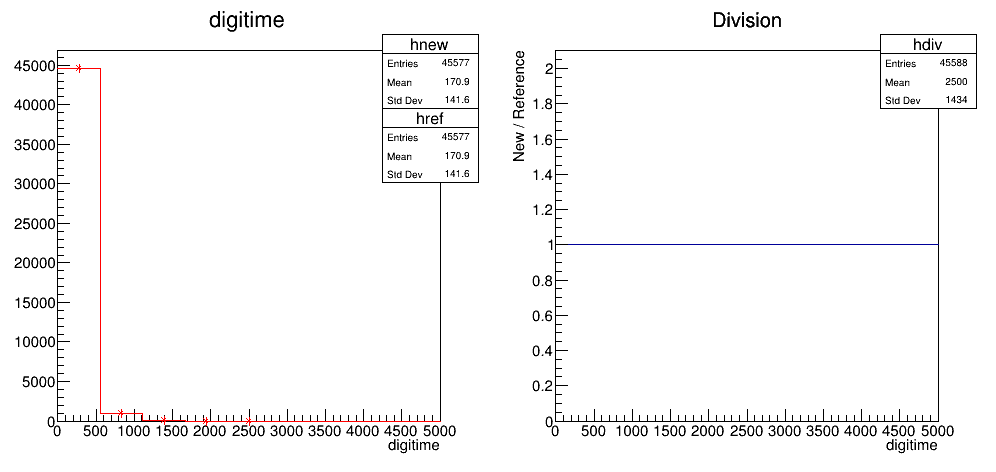 digitime
hnew
Entries 45577
Mean 170.9
Std Dev 141.6
href
Entries 45577
Mean 170.9
Std Dev 141.6
45000
40000
35000
30000
25000
20000
15000
10000
5000
0
0 500 1000 1500 2000 2500 3000 3500 4000 4500 5000
digitime
Division
hdiv
Entries 45588
Mean 2500
Std Dev 1434
New / Reference
2
1.8
1.6
1.4
1.2
1
0.8
0.6
0.4
0.2
0
0 500 1000 1500 2000 2500 3000 3500 4000 4500 5000
digitime